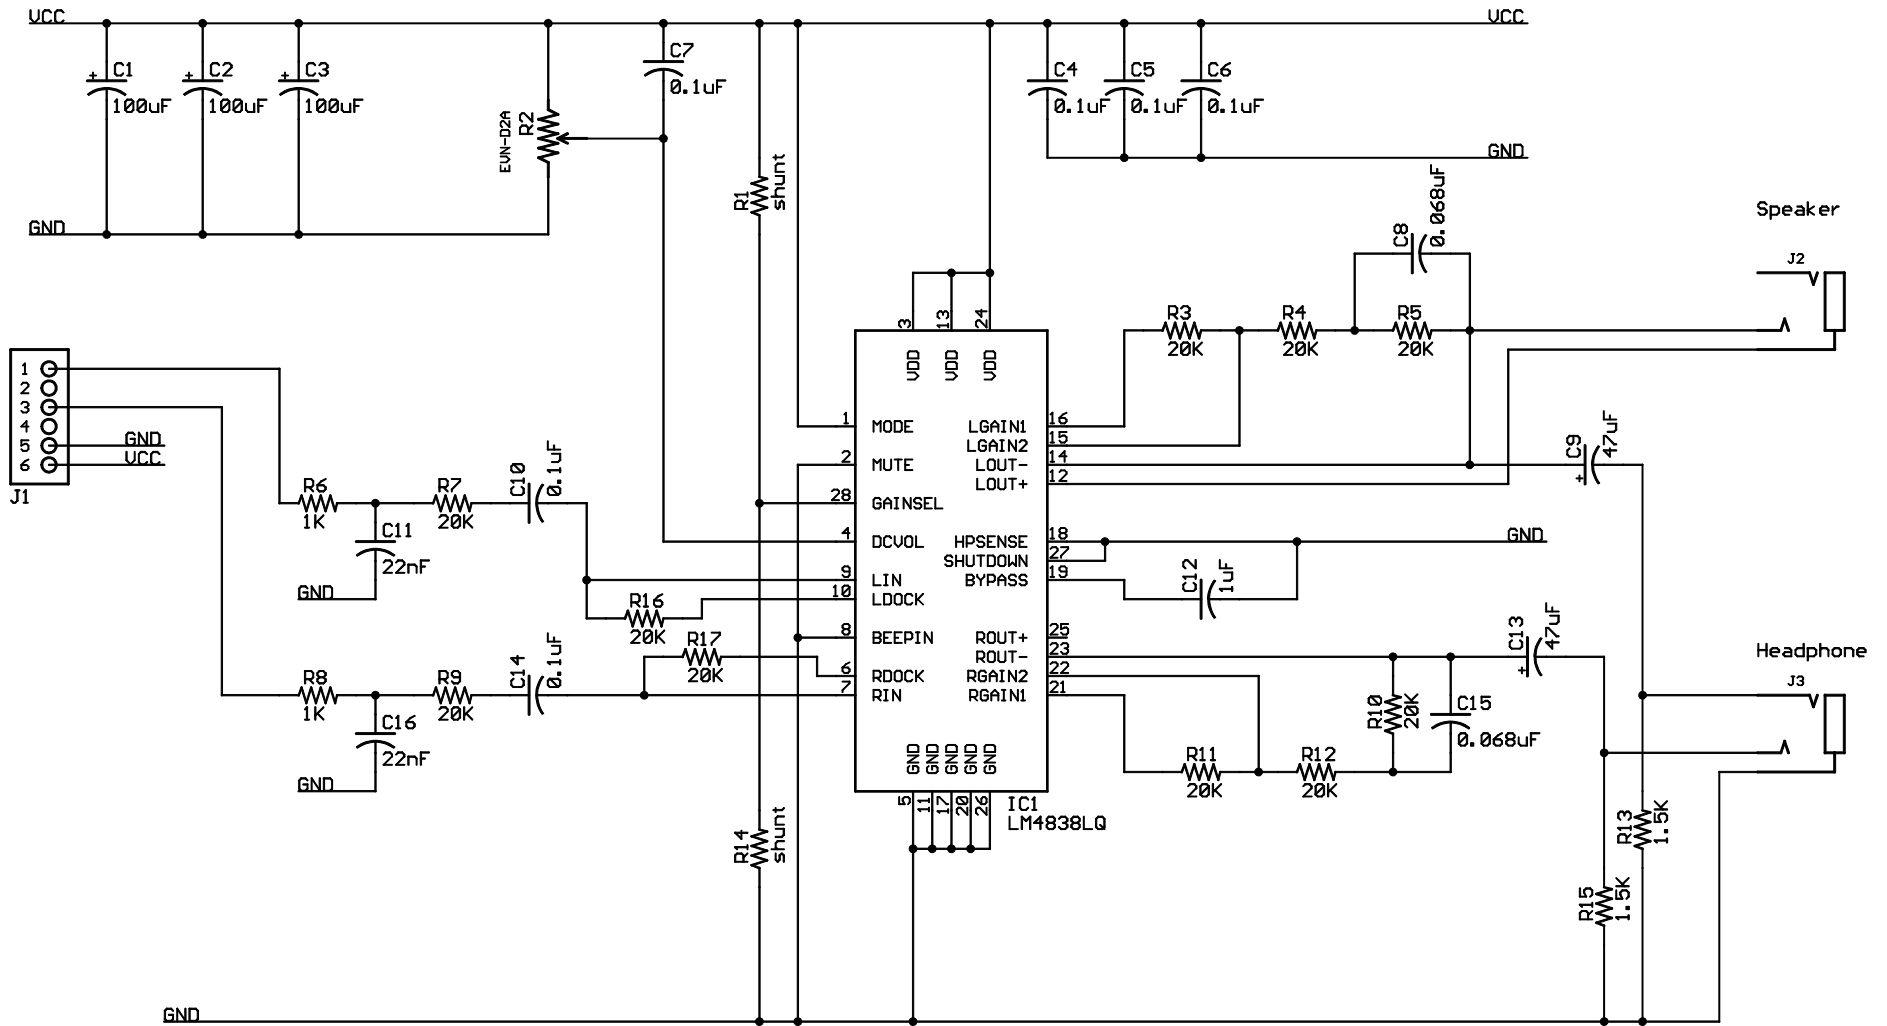 VCC
VCC
C1
100uF
C2
100uF
C3
100uF
R2
EVN-D2A
C7
0.1uF
R1
shunt
C4
0.1uF
C5
0.1uF
C6
0.1uF
GND
GND
Speaker
J2
C8
0.068uF
R3
20K
R4
20K
R5
20K
1
2
3
4
5
6
GND
VCC
J1
R6
1K
R7
20K
C10
0.1uF
C11
22nF
GND
R16
20K
R17
20K
R8
1K
R9
20K
C14
0.1uF
C16
22nF
GND
3
13
24
VDD
VDD
VDD
1
MODE
2
MUTE
28
GAINSEL
4
DCVOL
9
LIN
10
LDOCK
8
BEEPIN
6
RDOCK
7
RIN
LGAIN1
16
LGAIN2
15
LOUT-
14
LOUT+
12
HPSENSE
18
SHUTDOWN
27
BYPASS
19
ROUT+
25
ROUT-
23
RGAIN2
22
RGAIN1
21
GND
GND
GND
GND
GND
5
11
17
20
26
IC1
LM4838LQ
GND
C12
1uF
C9
47uF
C13
47uF
R10
20K
C15
0.068uF
R11
20K
R12
20K
Headphone
J3
R13
1.5K
R15
1.5K
R14
shunt
GND